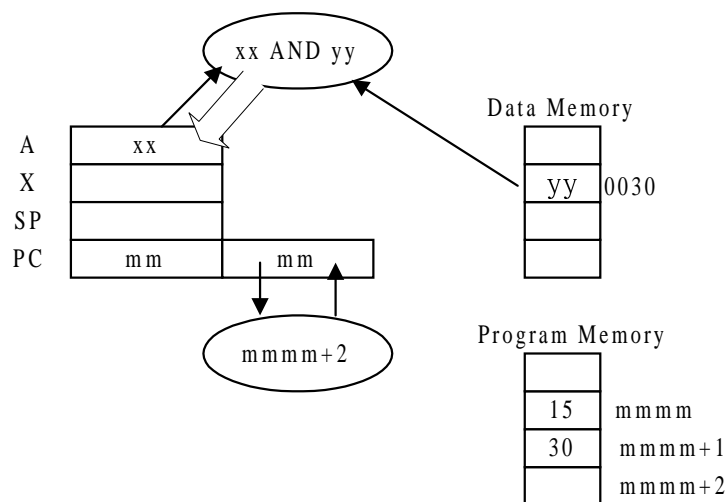 xx AND yy
Data Memory
A xx
X
yy 0030
SP
PC mm mm
mmmm+2
Program Memory
15 mmmm
30 mmmm+1
mmmm+2